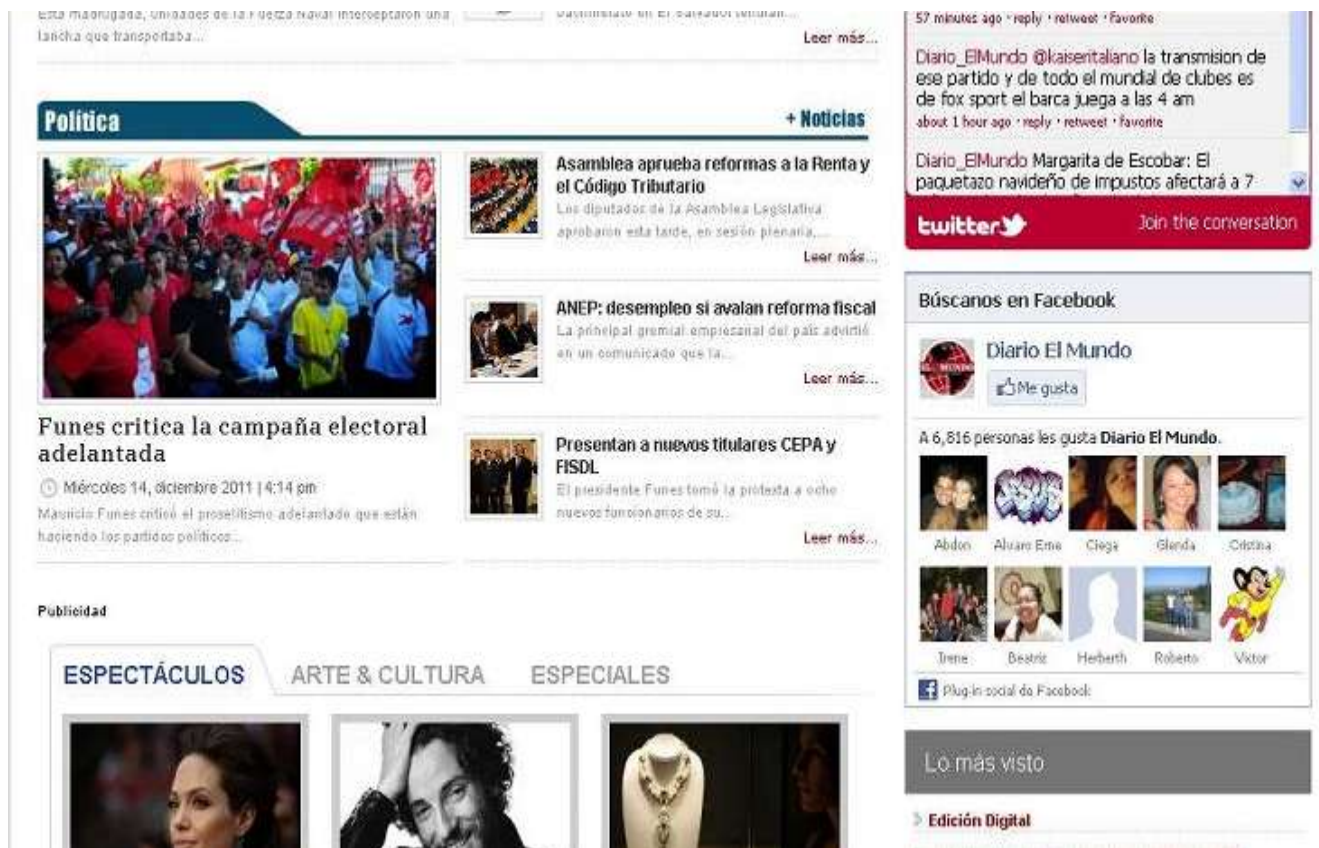 Esta madrugada, unidades de la Fuerza Naval interceptaron una
lancha que transportaba...
bachillerato en El Salvador tendrán...
Leer más...
Política
+ Noticias
Funes critica la campaña electoral
adelantada
Miércoles 14, diciembre 2011 | 4:14 pm
Mauricio Funes criticó el proselitismo adelantado que están
haciendo los partidos políticos...
Asamblea aprueba reformas a la Renta y
el Código Tributario
Los diputados de la Asamblea Legislativa
aprobaron esta tarde, en sesión plenaria,...
Leer más...
ANEP: desempleo si avalan reforma fiscal
La principal gremial empresarial del país advirtió
en un comunicado que la...
Leer más...
Presentan a nuevos titulares CEPA y
FISDL
El presidente Funes tomó la protesta a ocho
nuevos funcionarios de su...
Leer más...
Publicidad
ESPECTÁCULOS
ARTE & CULTURA
ESPECIALES
57 minutes ago · reply · retweet · favorite
Diario_ElMundo @kaiseritaliano la transmision de
ese partido y de todo el mundial de clubes es
de fox sport el barca juega a las 4 am
about 1 hour ago · reply · retweet · favorite
Diario_ElMundo Margarita de Escobar: El
paquetazo navideño de impustos afectará a 7
twitter
Join the conversation
Búscanos en Facebook
EL MUNDO
Diario El Mundo
Me gusta
A 6,816 personas les gusta Diario El Mundo.
Abdon Alvaro Erne Ciega Glenda Cristina
Irene Beatriz Herberth Roberto Victor
Plug-in social de Facebook
Lo más visto
Edición Digital